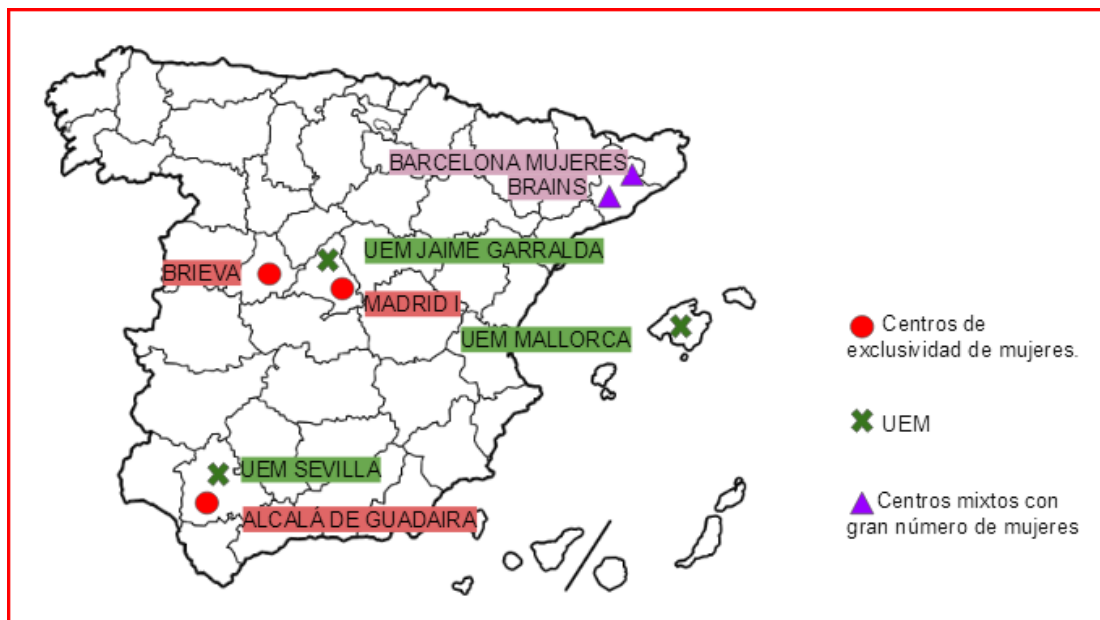 BARCELONA MUJERES
BRAINS
UEM JAIME GARRALDA
BRIEVA
MADRID I
UEM MALLORCA
UEM SEVILLA
ALCALÁ DE GUADAIRA
Centros de
exclusividad de mujeres.
UEM
Centros mixtos con
gran número de mujeres